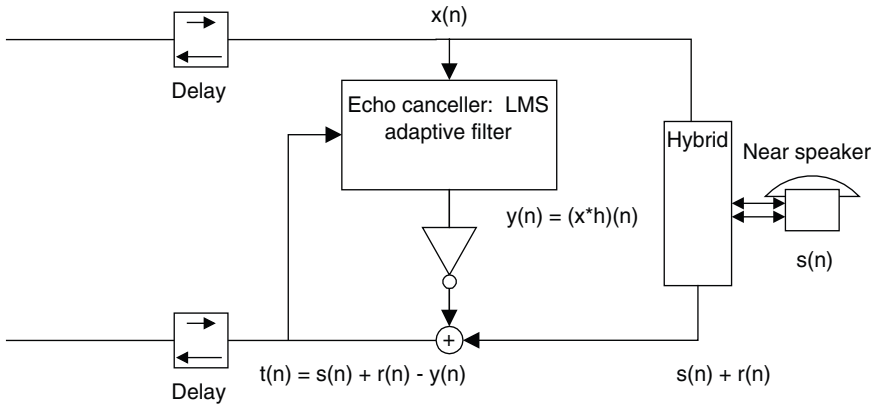 x(n)
Delay
Echo canceller: LMS
adaptive filter
Hybrid
Near speaker
y(n) = (x*h)(n)
s(n)
+
t(n) = s(n) + r(n) - y(n)
s(n) + r(n)
Delay